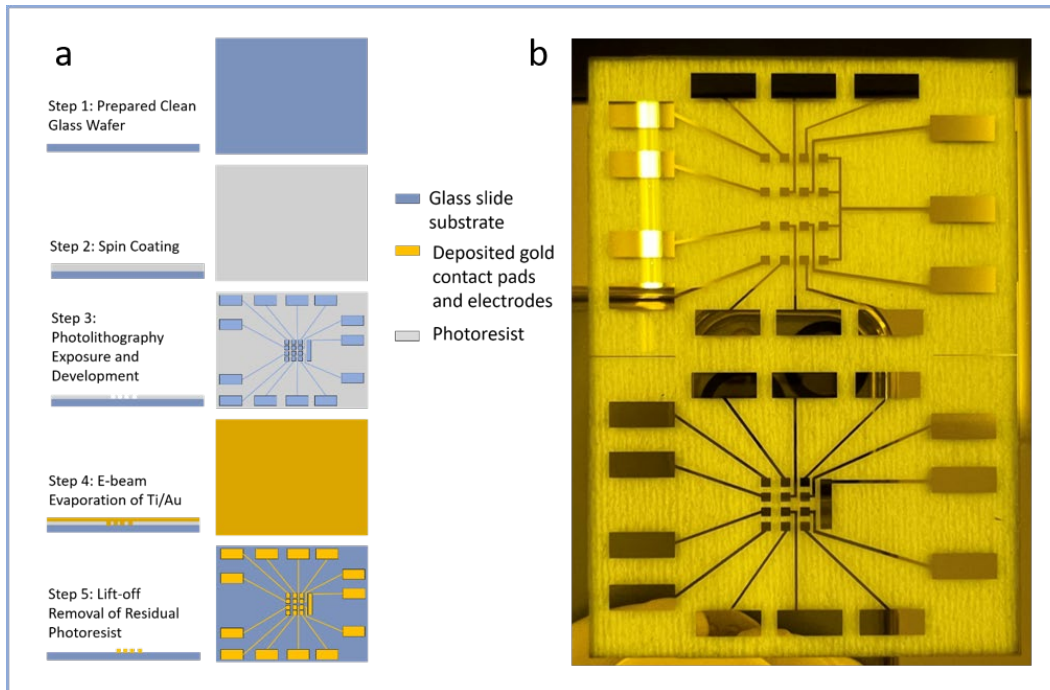 a
Step 1: Prepared Clean
Glass Wafer
Step 2: Spin Coating
Step 3:
Photolithography
Exposure and
Development
Step 4: E-beam
Evaporation of Ti/Au
Step 5: Lift-off
Removal of Residual
Photoresist
Glass slide
substrate
Deposited gold
contact pads
and electrodes
Photoresist
b